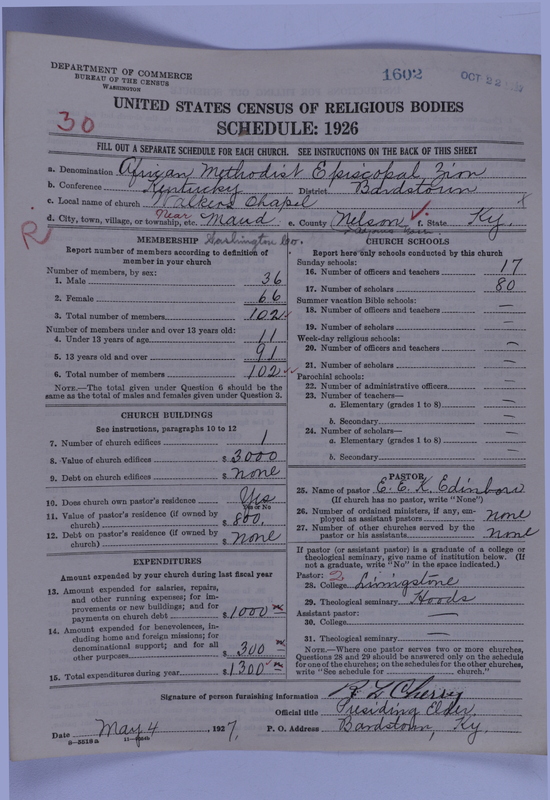 DEPARTMENT OF COMMERCE
BUREAU OF THE CENSUS
WASHINGTON
1602
OCT 22
UNITED STATES CENSUS OF RELIGIOUS BODIES
30
SCHEDULE: 1926
FILL OUT A SEPARATE SCHEDULE FOR EACH CHURCH. SEE INSTRUCTIONS ON THE BACK OF THIS SHEET
a. Denomination African Methodist Episcopal Zion
b. Conference Kentucky District Bardstown
c. Local name of church Walkers Chapel
d. City, town, village, or township, etc. Near Maud e. County Nelson f. State Ky.
R
Washington Co.
MEMBERSHIP
Report number of members according to definition of
member in your church
Number of members, by sex:
1. Male 36
2. Female 66
3. Total number of members 102
Number of members under and over 13 years old:
4. Under 13 years of age 11
5. 13 years old and over 91
6. Total number of members 102
NOTE.—The total given under Question 6 should be the
same as the total of males and females given under Question 3.
CHURCH BUILDINGS
See instructions, paragraphs 10 to 12
7. Number of church edifices 1
8. Value of church edifices $ 3000
9. Debt on church edifices $ none
10. Does church own pastor's residence Yes
Yes or No
11. Value of pastor's residence (if owned by
church) $ 800.
12. Debt on pastor's residence (if owned by
church) $ none
EXPENDITURES
Amount expended by your church during last fiscal year
13. Amount expended for salaries, repairs,
and other running expenses; for im-
provements or new buildings; and for
payments on church debt $ 1000
14. Amount expended for benevolences, in-
cluding home and foreign missions; for
denominational support; and for all
other purposes $ 300
15. Total expenditures during year $ 1300
CHURCH SCHOOLS
Report here only schools conducted by this church
Sunday schools:
16. Number of officers and teachers 17
17. Number of scholars 80
Summer vacation Bible schools:
18. Number of officers and teachers —
19. Number of scholars —
Week-day religious schools:
20. Number of officers and teachers —
21. Number of scholars —
Parochial schools:
22. Number of administrative officers —
23. Number of teachers—
a. Elementary (grades 1 to 8) —
b. Secondary —
24. Number of scholars—
a. Elementary (grades 1 to 8) —
b. Secondary —
PASTOR
25. Name of pastor E. E. K. Edinboro
(If church has no pastor, write "None")
26. Number of ordained ministers, if any, em-
ployed as assistant pastors none
27. Number of other churches served by the
pastor or his assistants none
If pastor (or assistant pastor) is a graduate of a college or
theological seminary, give name of institution below. (If
not a graduate, write "No" in the space indicated.)
Pastor: 2
28. College Livingstone
29. Theological seminary Hoods
Assistant pastor:
30. College —
31. Theological seminary —
NOTE.—Where one pastor serves two or more churches,
Questions 28 and 29 should be answered only on the schedule
for one of the churches; on the schedules for the other churches,
write "See schedule for church."
Signature of person furnishing information R L Cherry
Official title Presiding Elder
Date May 4, 1927, P. O. Address Bardstown, Ky.
8-5518a